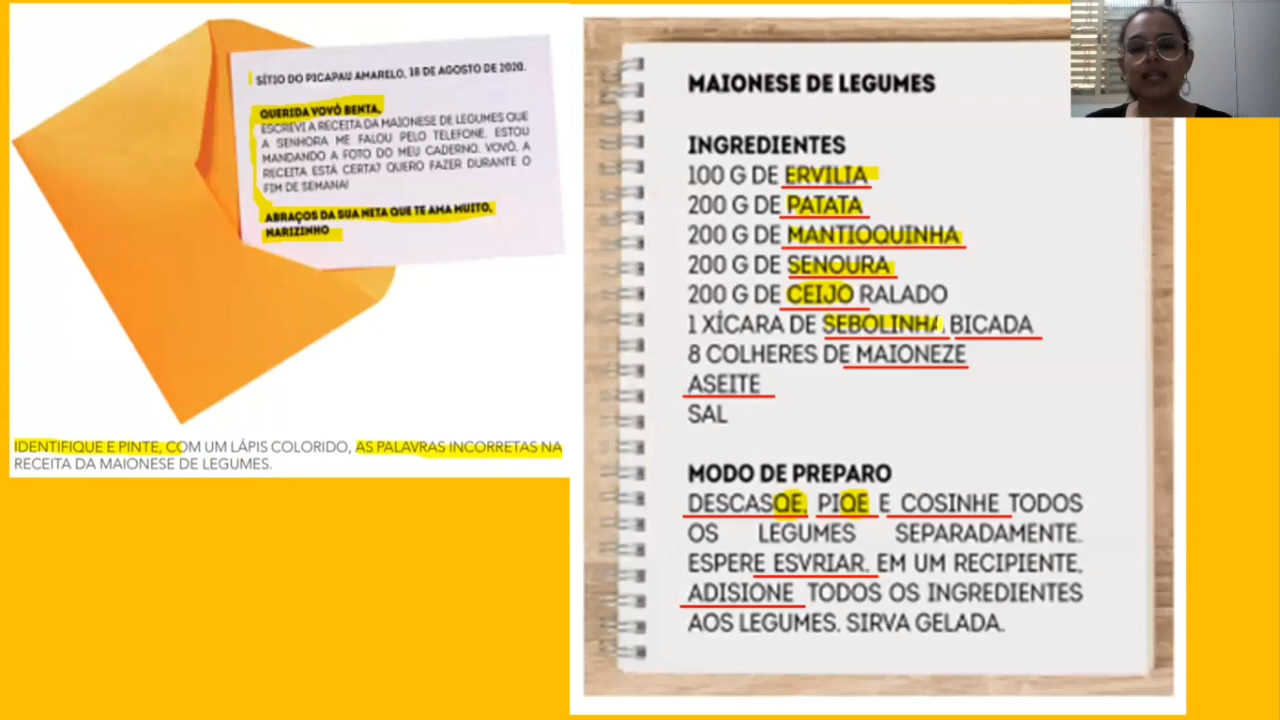 SÍTIO DO PICAPAU AMARELO, 18 DE AGOSTO DE 2020.
QUERIDA VOVÓ BENTA,
ESCREVI A RECEITA DA MAIONESE DE LEGUMES QUE
A SENHORA ME FALOU PELO TELEFONE. ESTOU
MANDANDO A FOTO DO MEU CADERNO. VOVÓ, A
RECEITA ESTÁ CERTA? QUERO FAZER DURANTE O
FIM DE SEMANA!
ABRAÇOS DA SUA NETA QUE TE AMA MUITO,
NARIZINHO
IDENTIFIQUE E PINTE, COM UM LÁPIS COLORIDO, AS PALAVRAS INCORRETAS NA
RECEITA DA MAIONESE DE LEGUMES.
MAIONESE DE LEGUMES
INGREDIENTES
100 G DE ERVILIA
200 G DE PATATA
200 G DE MANTIOQUINHA
200 G DE SENOURA
200 G DE CEIJO RALADO
1 XÍCARA DE SEBOLINHA BICADA
8 COLHERES DE MAIONEZE
ASEITE
SAL
MODO DE PREPARO
DESCASQE, PIQE E COSINHE TODOS
OS LEGUMES SEPARADAMENTE.
ESPERE ESVRIAR. EM UM RECIPIENTE,
ADISIONE TODOS OS INGREDIENTES
AOS LEGUMES. SIRVA GELADA.